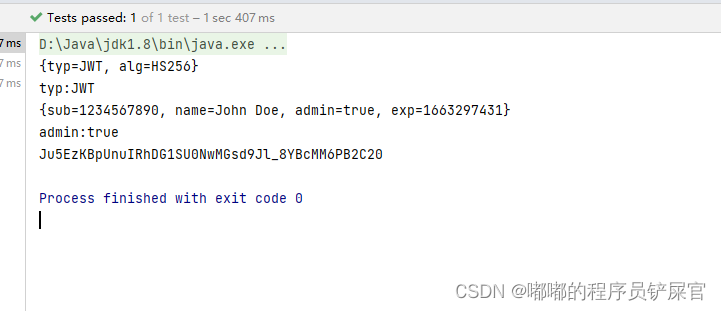 Tests passed: 1 of 1 test – 1 sec 407 ms
7 ms
D:\Java\jdk1.8\bin\java.exe ...
7 ms
{typ=JWT, alg=HS256}
7 ms
typ:JWT
{sub=1234567890, name=John Doe, admin=true, exp=1663297431}
admin:true
Ju5EzKBpUnuIRhDG1SU0NwMGsd9Jl_8YBcMM6PB2C20
Process finished with exit code 0
CSDN @嘟嘟的程序员铲屎官